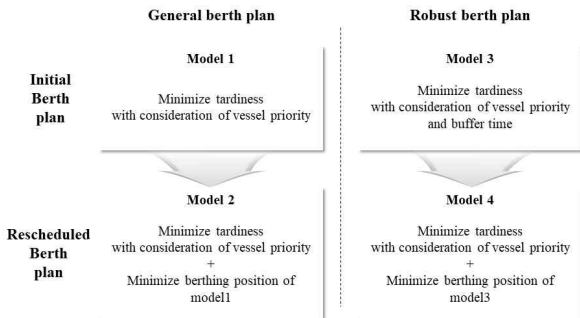 General berth plan
Robust berth plan
Initial
Berth
plan
Model 1
Minimize tardiness
with consideration of vessel priority
Model 3
Minimize tardiness
with consideration of vessel priority
and buffer time
Rescheduled
Berth
plan
Model 2
Minimize tardiness
with consideration of vessel priority
+
Minimize berthing position of
model1
Model 4
Minimize tardiness
with consideration of vessel priority
+
Minimize berthing position of
model3